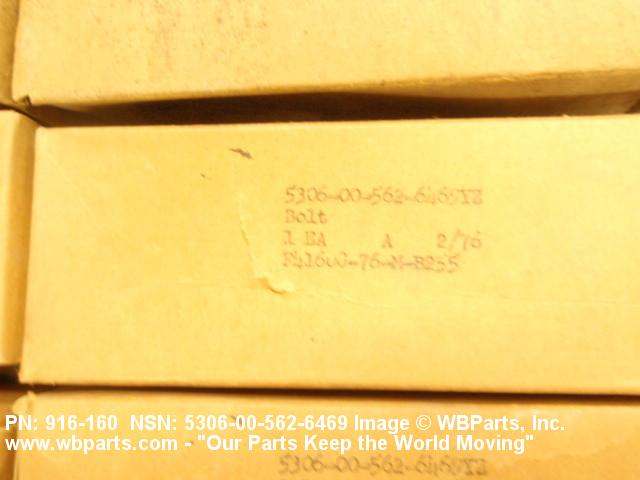 5306-00-562-6469YZ
Bolt
1 EA A 2/76
F41608-76-M-B255
PN: 916-160 NSN: 5306-00-562-6469 Image © WBParts, Inc.
www.wbparts.com - "Our Parts Keep the World Moving"
5306-00-562-6469YZ